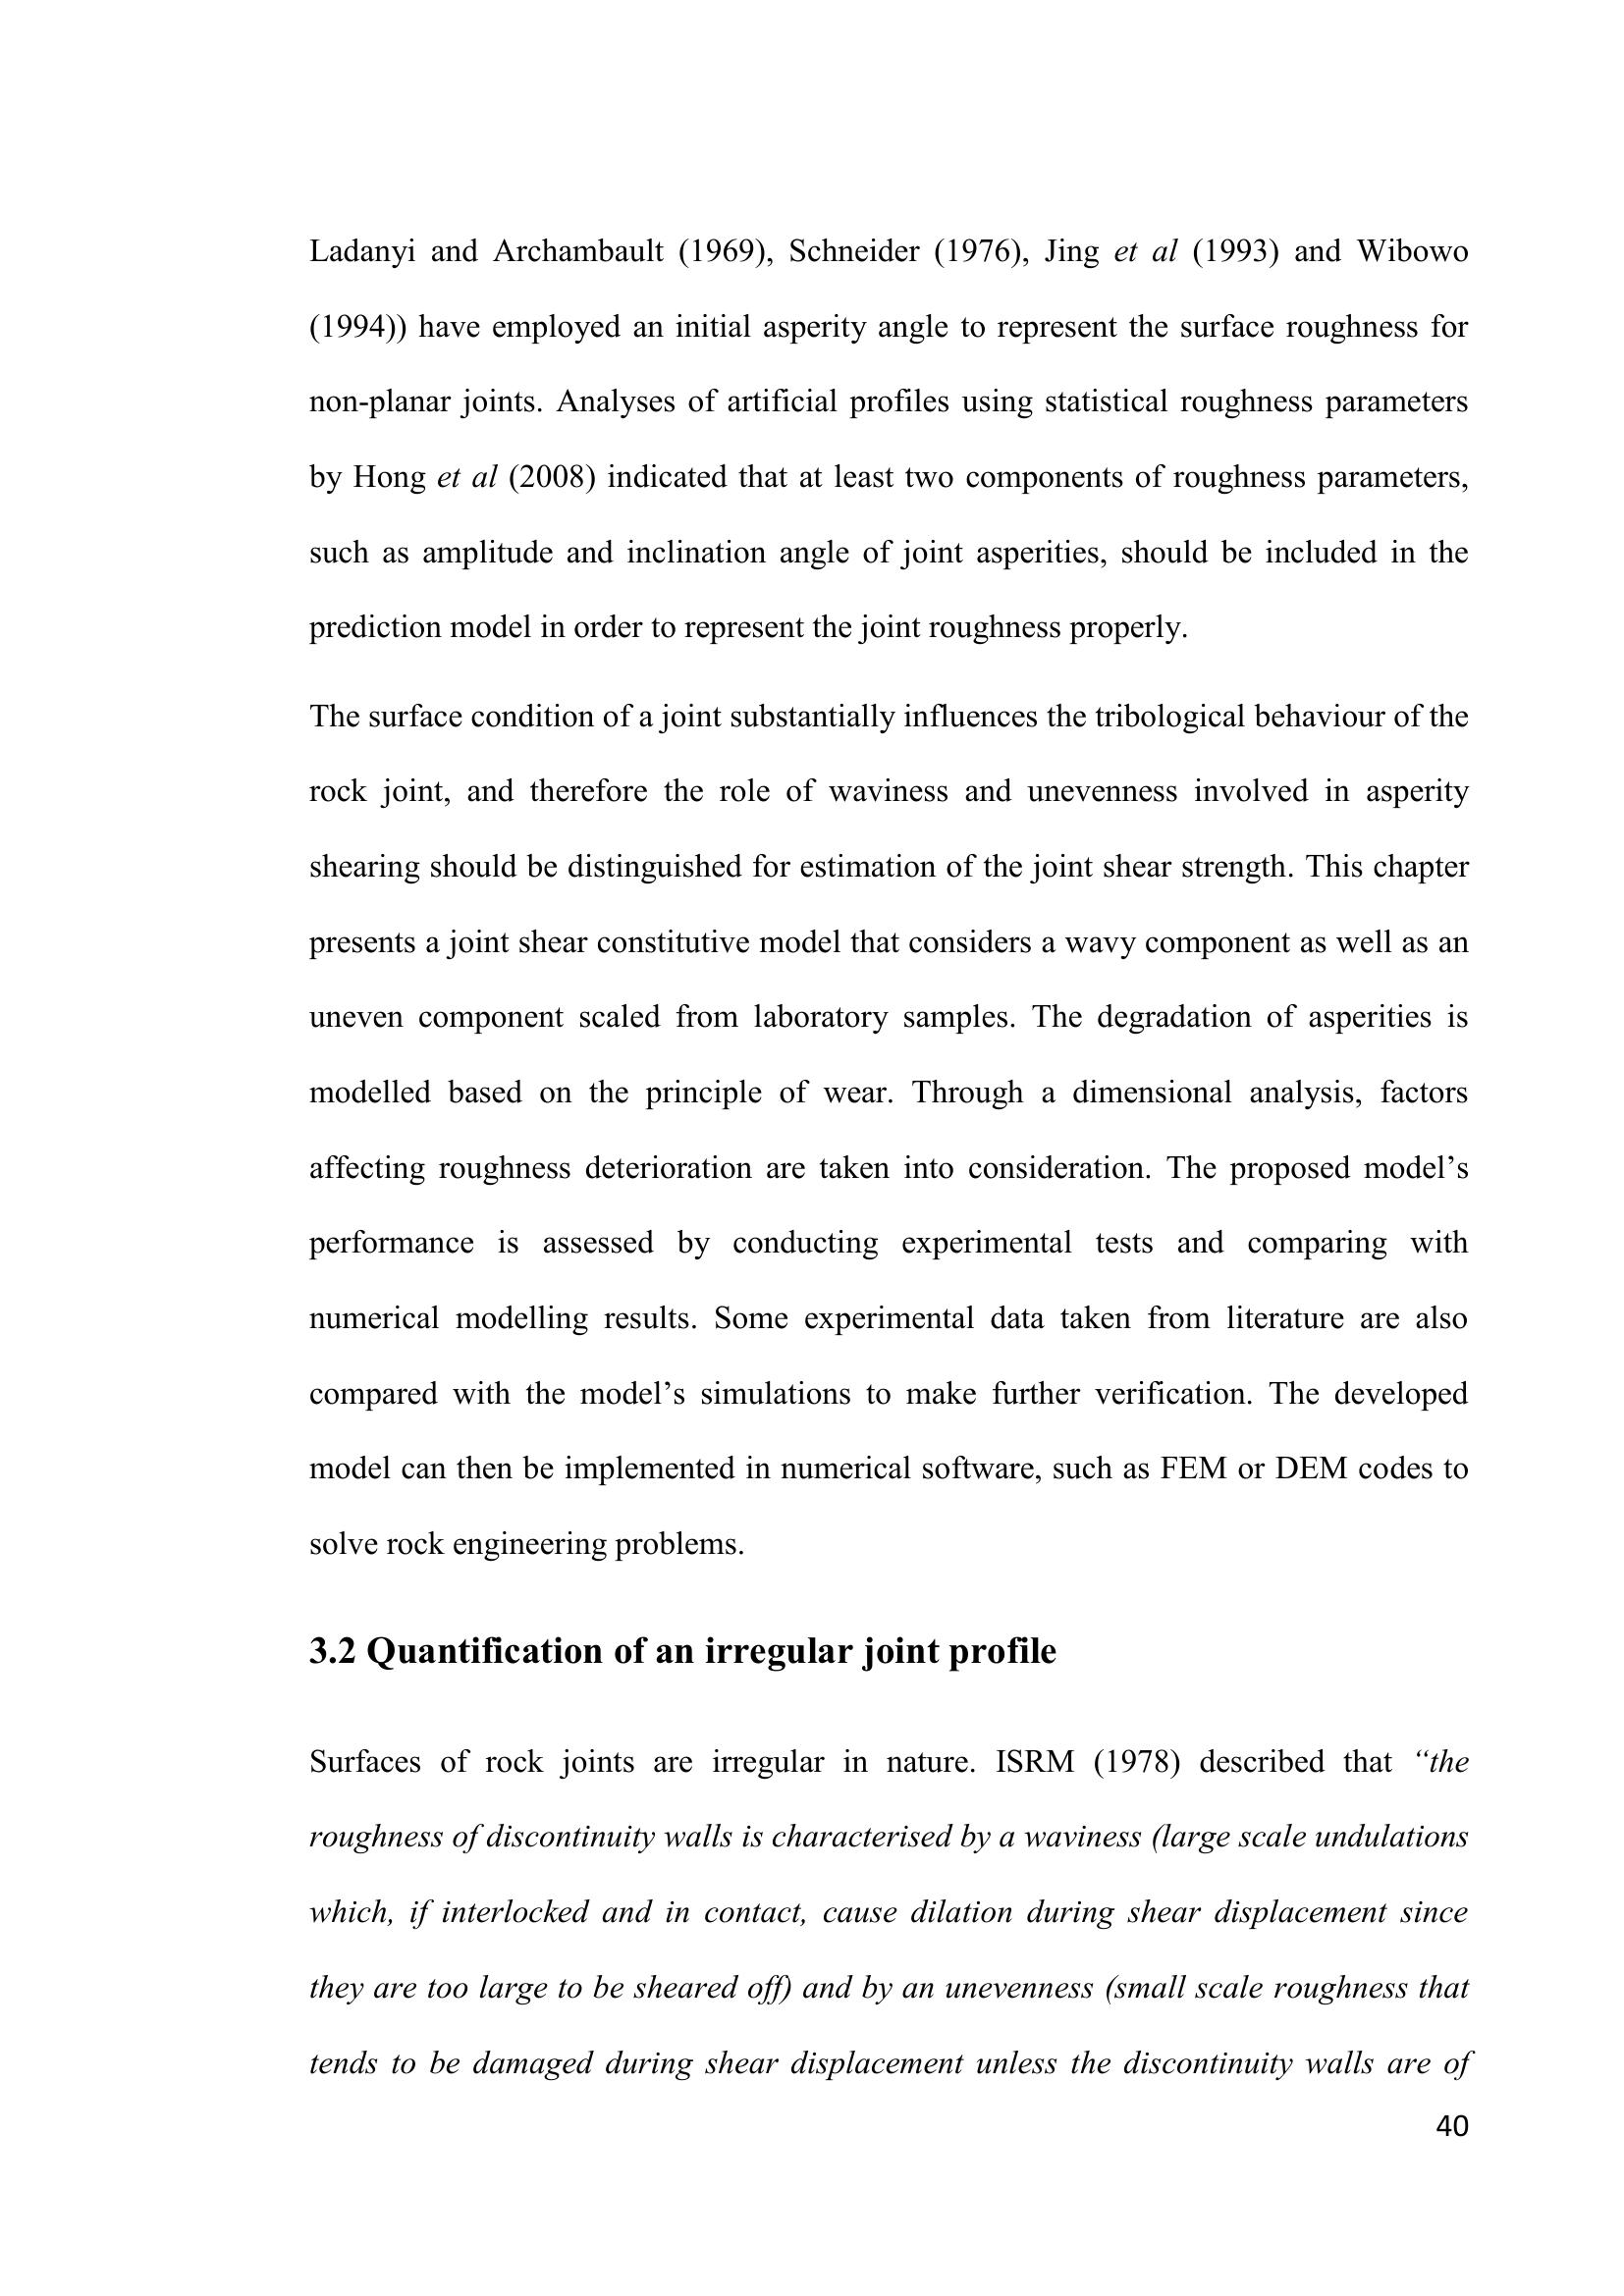 Ladanyi and Archambault (1969), Schneider (1976), Jing et al (1993) and Wibowo
(1994)) have employed an initial asperity angle to represent the surface roughness for
non-planar joints. Analyses of artificial profiles using statistical roughness parameters
by Hong et al (2008) indicated that at least two components of roughness parameters,
such as amplitude and inclination angle of joint asperities, should be included in the
prediction model in order to represent the joint roughness properly.
The surface condition of a joint substantially influences the tribological behaviour of the
rock joint, and therefore the role of waviness and unevenness involved in asperity
shearing should be distinguished for estimation of the joint shear strength. This chapter
presents a joint shear constitutive model that considers a wavy component as well as an
uneven component scaled from laboratory samples. The degradation of asperities is
modelled based on the principle of wear. Through a dimensional analysis, factors
affecting roughness deterioration are taken into consideration. The proposed model’s
performance is assessed by conducting experimental tests and comparing with
numerical modelling results. Some experimental data taken from literature are also
compared with the model’s simulations to make further verification. The developed
model can then be implemented in numerical software, such as FEM or DEM codes to
solve rock engineering problems.
3.2 Quantification of an irregular joint profile
Surfaces of rock joints are irregular in nature. ISRM (1978) described that “the
roughness of discontinuity walls is characterised by a waviness (large scale undulations
which, if interlocked and in contact, cause dilation during shear displacement since
they are too large to be sheared off) and by an unevenness (small scale roughness that
tends to be damaged during shear displacement unless the discontinuity walls are of
40